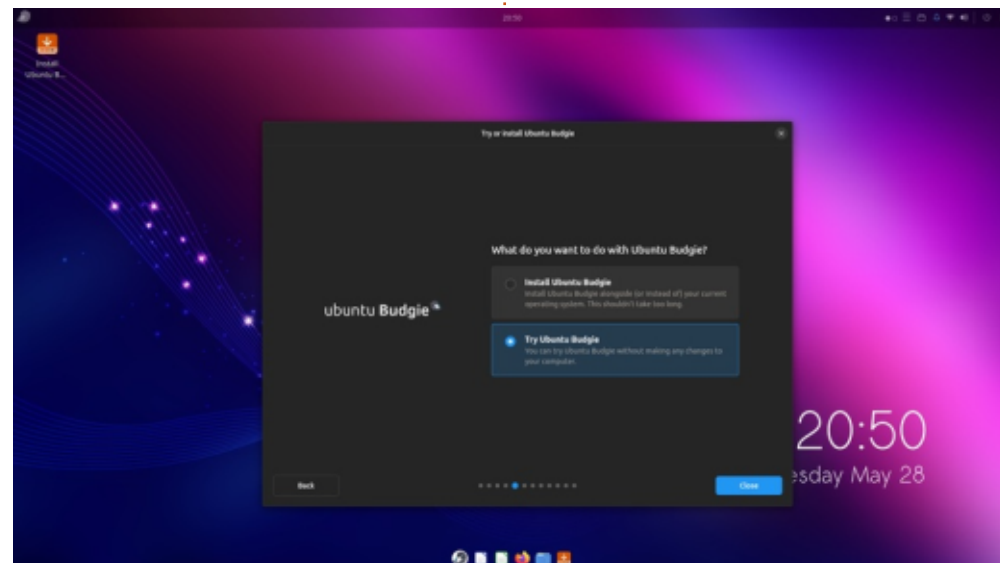 20:50
Install
Ubuntu B...
Try or Install Ubuntu Budgie
What do you want to do with Ubuntu Budgie?
Install Ubuntu Budgie
Install Ubuntu Budgie alongside (or instead of) your current
operating system. This shouldn't take too long.
ubuntu Budgie
Try Ubuntu Budgie
You can try Ubuntu Budgie without making any changes to
your computer.
20:50
esday May 28
Back
Close